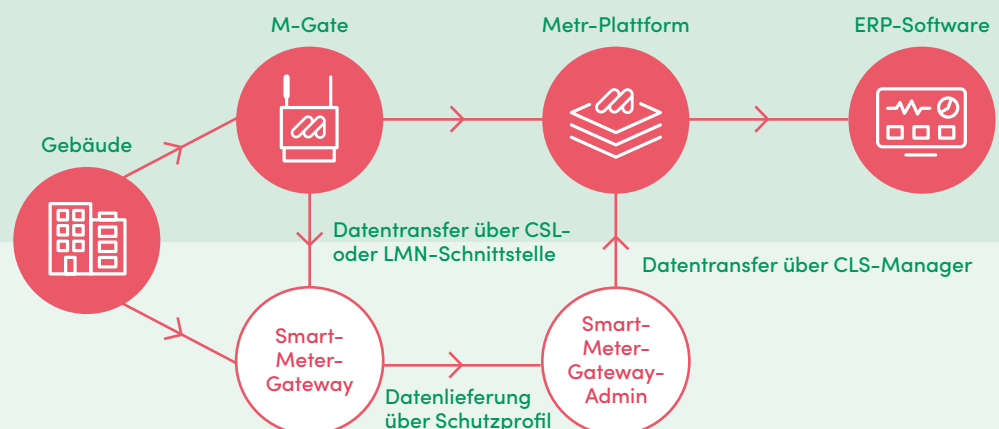 M-Gate
Metr-Plattform
ERP-Software
Gebäude
Datentransfer über CSL-
oder LMN-Schnittstelle
Datentransfer über CLS-Manager
Smart-
Meter-
Gateway
Smart-
Meter-
Gateway-
Admin
Datenlieferung
über Schutzprofil